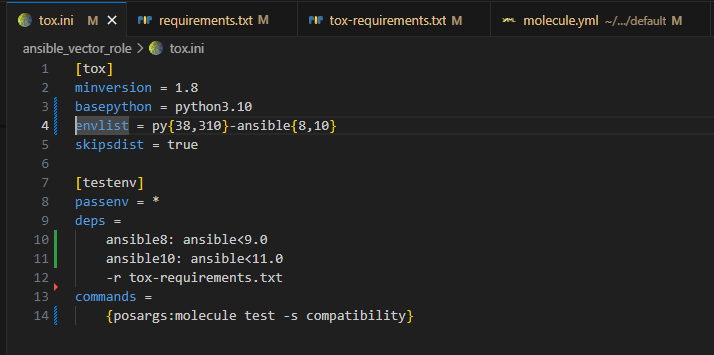 tox.ini M
requirements.txt M
tox-requirements.txt M
molecule.yml ~/.../default M
ansible_vector_role > tox.ini
1 [tox]
2 minversion = 1.8
3 basepython = python3.10
4 envlist = py{38,310}-ansible{8,10}
5 skipsdist = true
6
7 [testenv]
8 passenv = *
9 deps =
10 ansible8: ansible<9.0
11 ansible10: ansible<11.0
12 -r tox-requirements.txt
13 commands =
14 {posargs:molecule test -s compatibility}